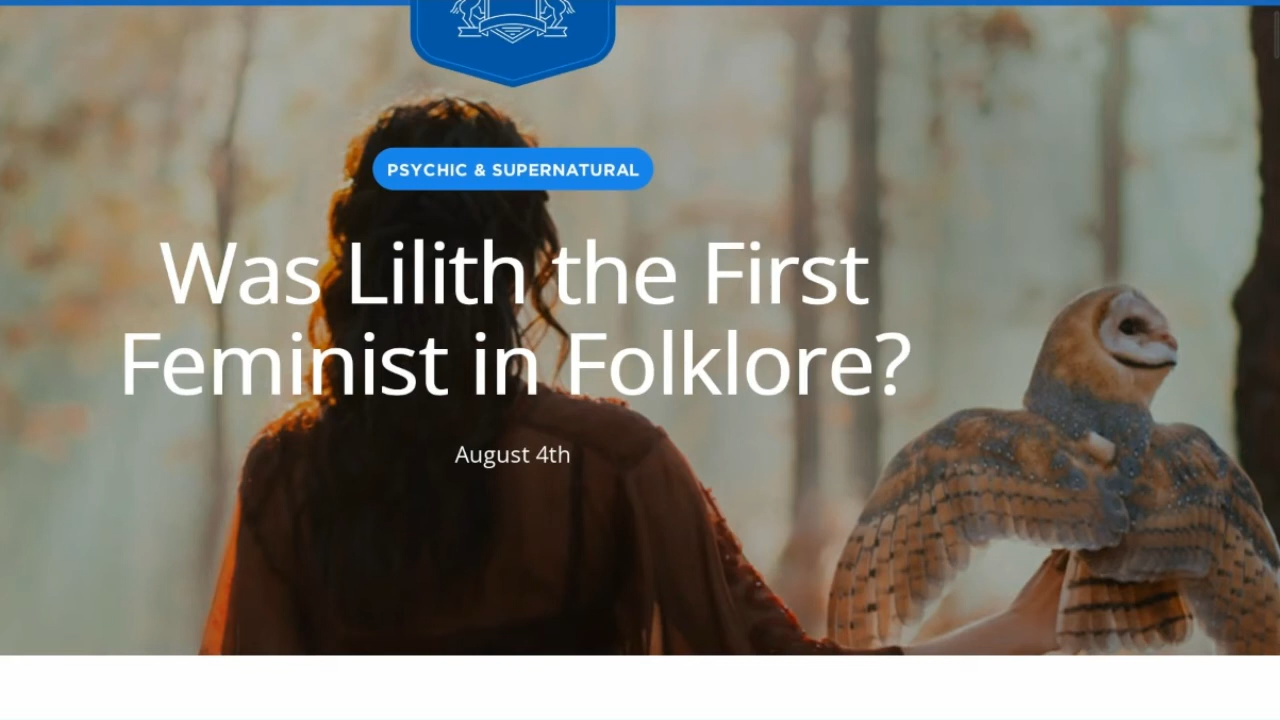 PSYCHIC & SUPERNATURAL
Was Lilith the First
Feminist in Folklore?
August 4th